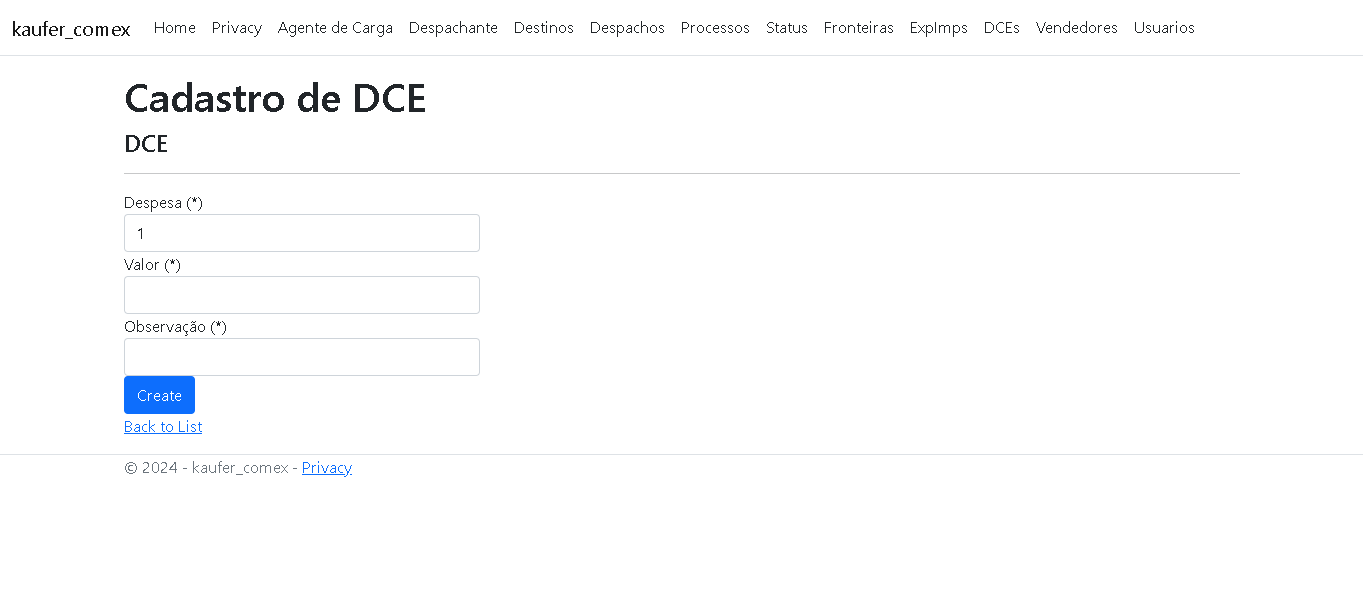 kaufer_comex Home Privacy Agente de Carga Despachante Destinos Despachos Processos Status Fronteiras ExpImps DCEs Vendedores Usuarios
Cadastro de DCE
DCE
Despesa (*)
1
Valor (*)
Observação (*)
Create
Back to List
© 2024 - kaufer_comex - Privacy